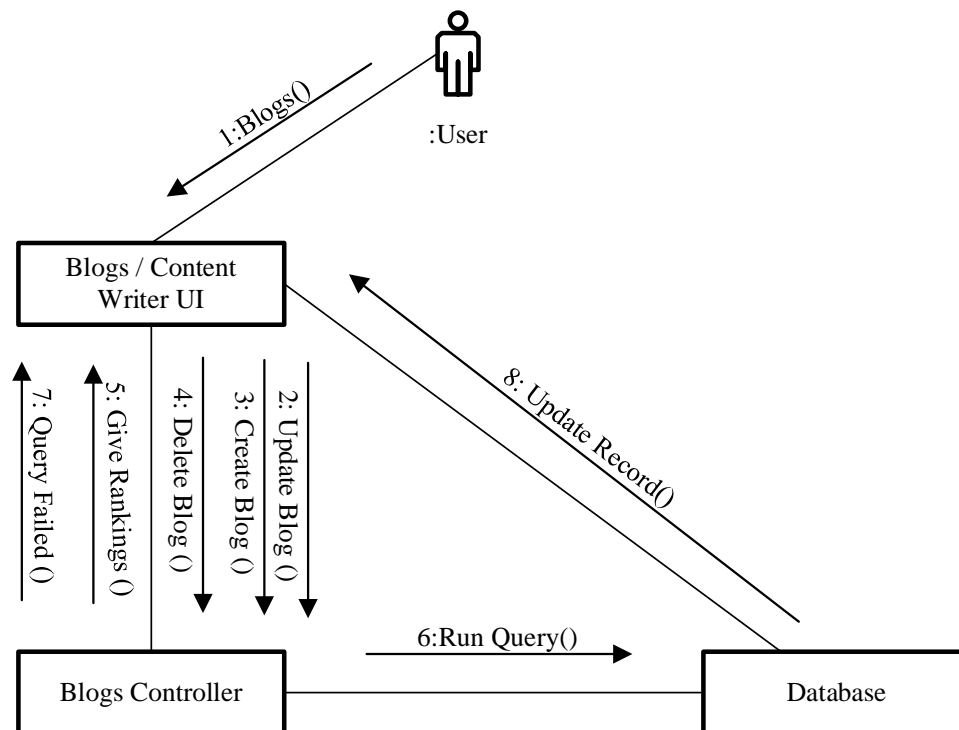 1:Blogs()
:User
Blogs / Content
Writer UI
7: Query Failed ()
5: Give Rankings ()
4: Delete Blog ()
3: Create Blog ()
2: Update Blog ()
8: Update Record()
6:Run Query()
Blogs Controller
Database